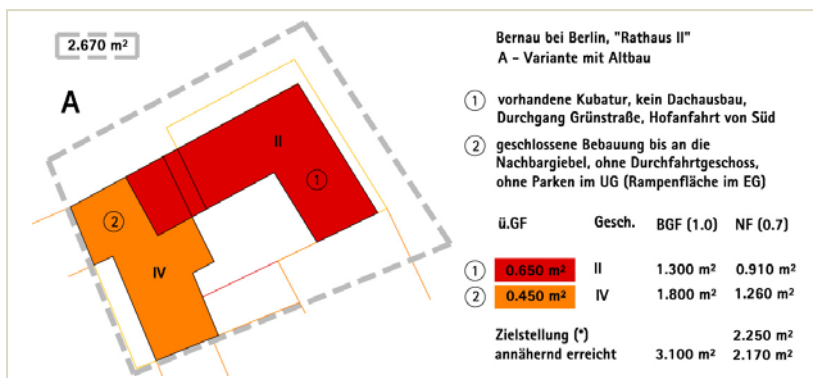 2.670 m²
A
II
1
2
IV
Bernau bei Berlin, "Rathaus II"
A - Variante mit Altbau
1 vorhandene Kubatur, kein Dachausbau,
Durchgang Grünstraße, Hofanfahrt von Süd
2 geschlossene Bebauung bis an die
Nachbargiebel, ohne Durchfahrtgeschoss,
ohne Parken im UG (Rampenfläche im EG)
ü.GF Gesch. BGF (1.0) NF (0.7)
1 0.650 m² II 1.300 m² 0.910 m²
2 0.450 m² IV 1.800 m² 1.260 m²
Zielstellung (*) 2.250 m²
annähernd erreicht 3.100 m² 2.170 m²